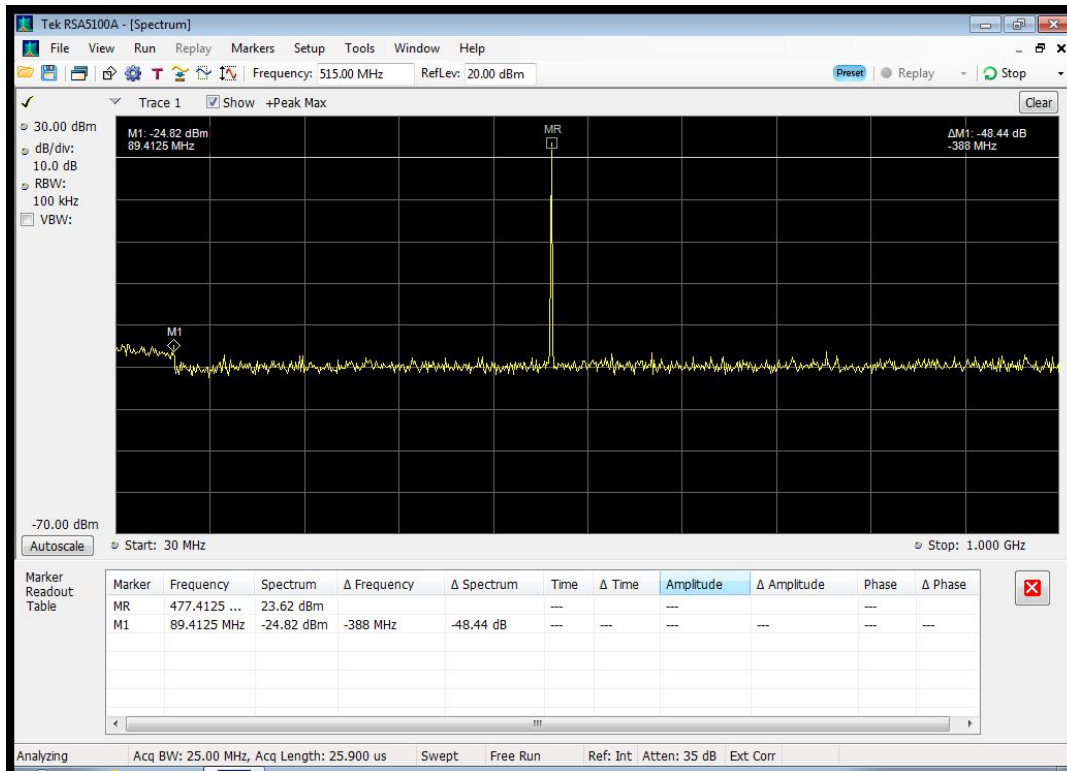 Tek RSA5100A - [Spectrum]
File View Run Replay Markers Setup Tools Window Help
T Frequency: 515.00 MHz RefLev: 20.00 dBm Preset Replay Stop
Trace 1 Show +Peak Max Clear
30.00 dBm
dB/div:
10.0 dB
RBW:
100 kHz
VBW:
M1: -24.82 dBm
89.4125 MHz
MR
ΔM1: -48.44 dB
-388 MHz
M1
-70.00 dBm
Autoscale Start: 30 MHz Stop: 1.000 GHz
Marker
Readout
Table
Marker Frequency Spectrum Δ Frequency Δ Spectrum Time Δ Time Amplitude Δ Amplitude Phase Δ Phase
MR 477.4125 ... 23.62 dBm --- --- ---
M1 89.4125 MHz -24.82 dBm -388 MHz -48.44 dB --- --- --- --- --- ---
Analyzing Acq BW: 25.00 MHz, Acq Length: 25.900 us Swept Free Run Ref: Int Atten: 35 dB Ext Corr